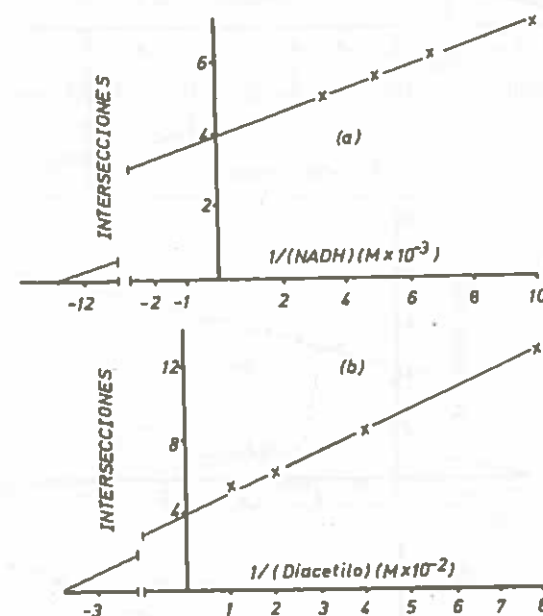 INTERSECCIONES
6
4
2
(a)
1/(NADH) (M x 10⁻³)
-12 -2 -1 2 4 6 8 10
INTERSECCIONES
12
8
4
(b)
1/(Diacetilo) (M x 10⁻²)
-3 1 2 3 4 5 6 7 8